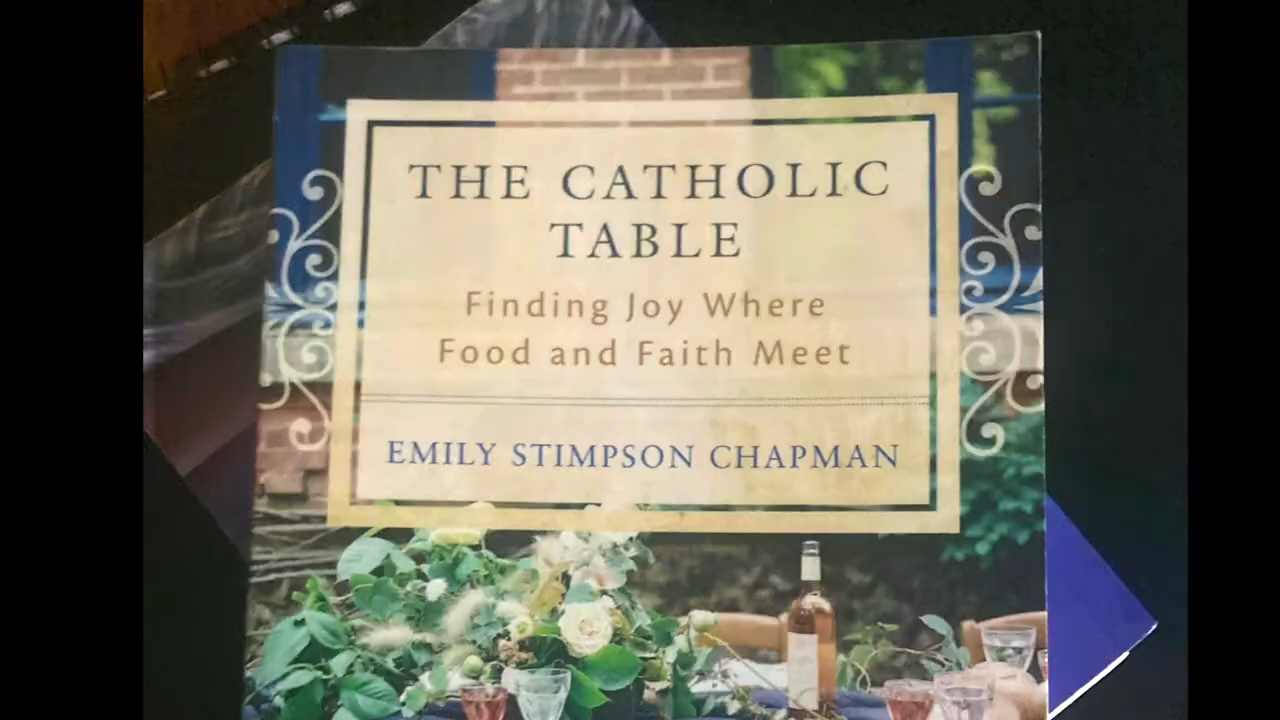 THE CATHOLIC
TABLE
Finding Joy Where
Food and Faith Meet
EMILY STIMPSON CHAPMAN